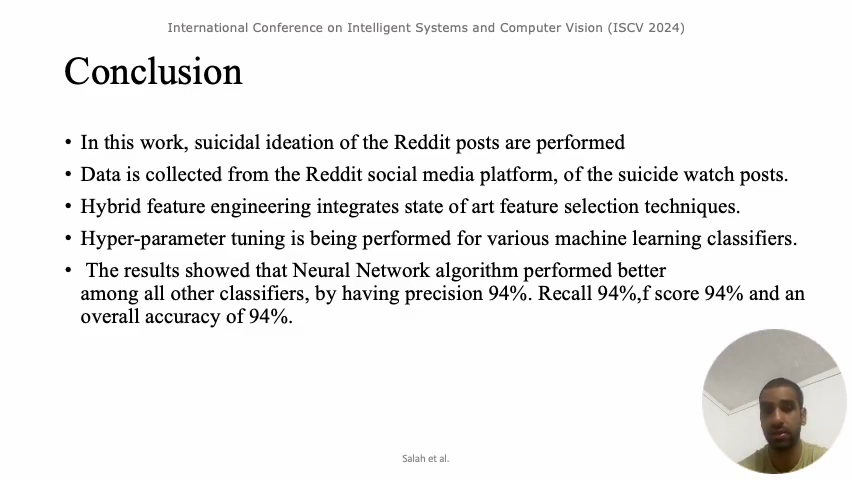 International Conference on Intelligent Systems and Computer Vision (ISCV 2024)
Conclusion
• In this work, suicidal ideation of the Reddit posts are performed
• Data is collected from the Reddit social media platform, of the suicide watch posts.
• Hybrid feature engineering integrates state of art feature selection techniques.
• Hyper-parameter tuning is being performed for various machine learning classifiers.
• The results showed that Neural Network algorithm performed better
among all other classifiers, by having precision 94%. Recall 94%,f score 94% and an
overall accuracy of 94%.
Salah et al.